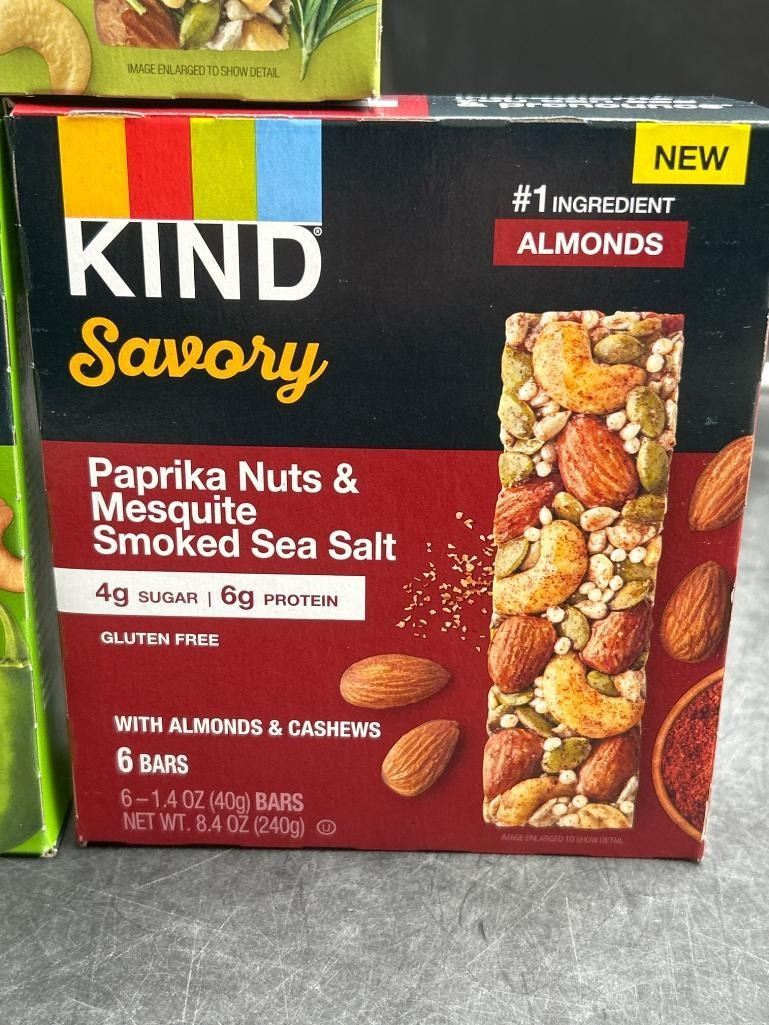 IMAGE ENLARGED TO SHOW DETAIL
NEW
#1 INGREDIENT
ALMONDS
KIND®
Savory
Paprika Nuts &
Mesquite
Smoked Sea Salt
4g SUGAR | 6g PROTEIN
GLUTEN FREE
WITH ALMONDS & CASHEWS
6 BARS
6–1.4 OZ (40g) BARS
NET WT. 8.4 OZ (240g) U
IMAGE ENLARGED TO SHOW DETAIL